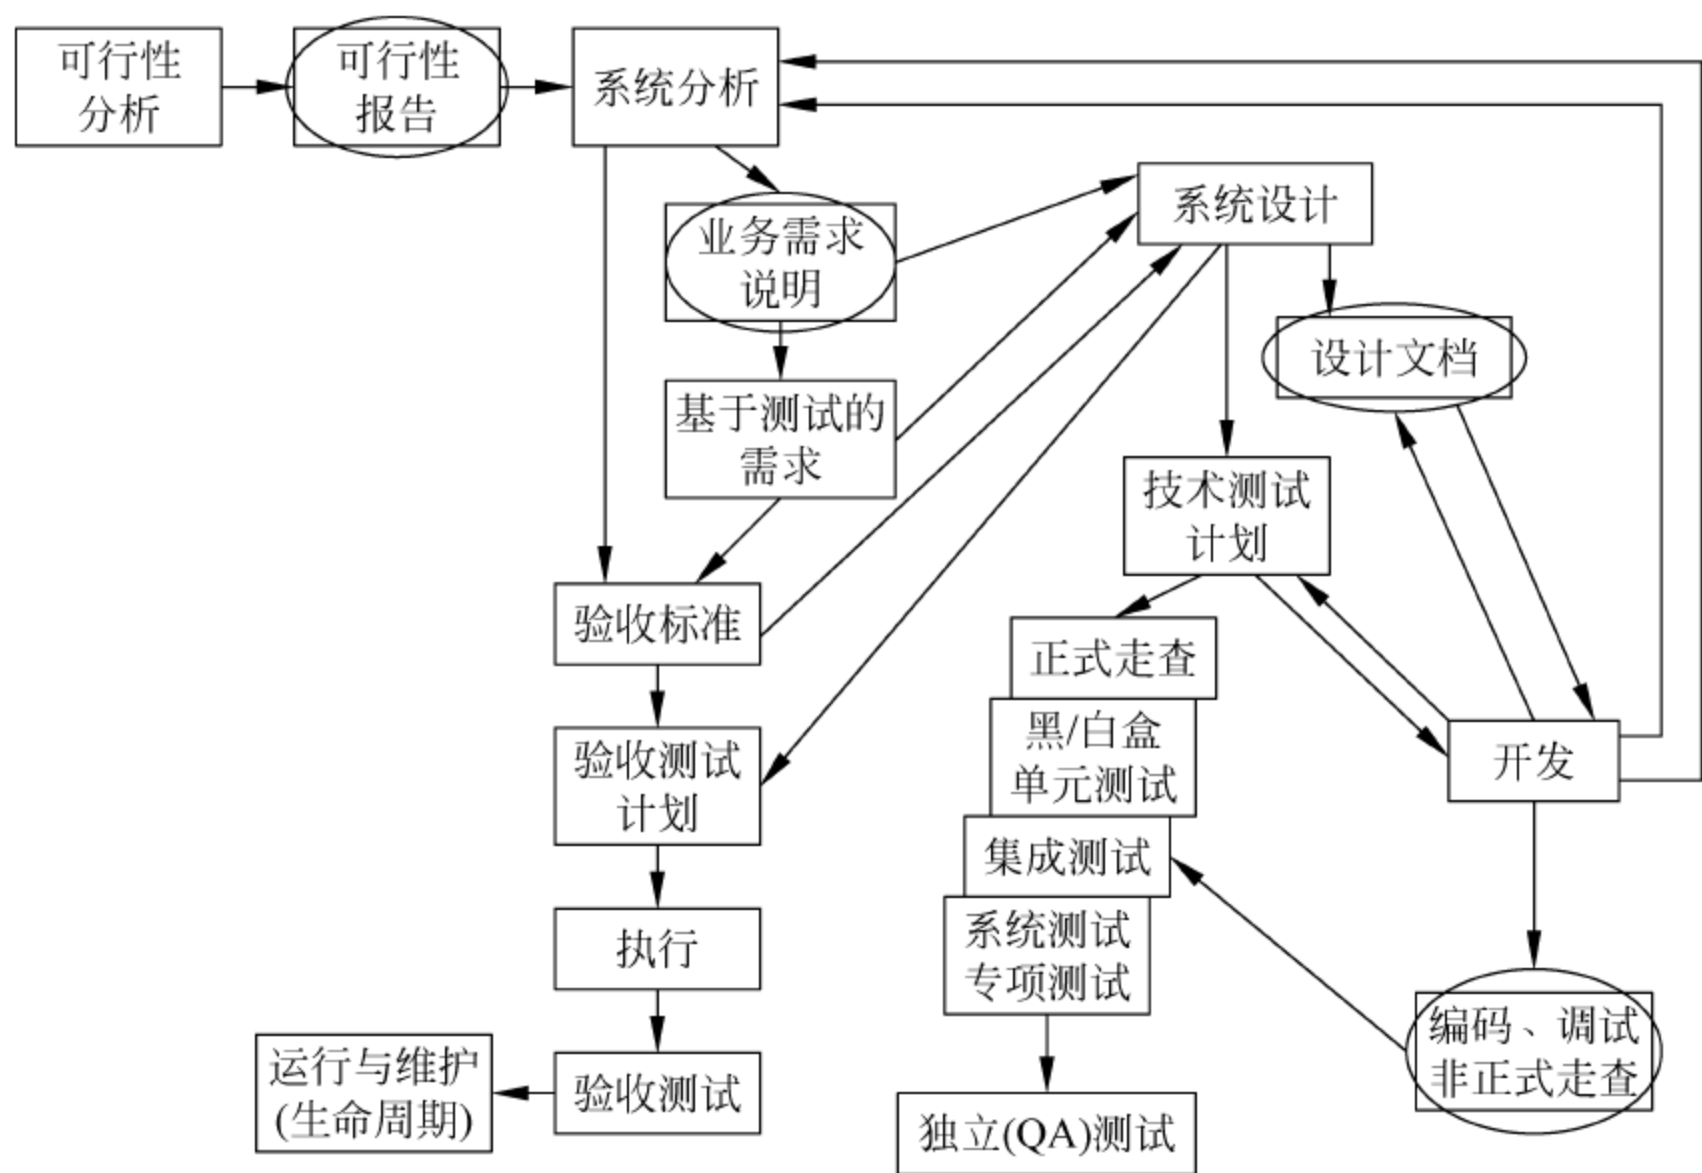 可行性
分析
可行性
报告
系统分析
业务需求
说明
系统设计
设计文档
基于测试的
需求
技术测试
计划
验收标准
正式走查
黑/白盒
单元测试
验收测试
计划
开发
集成测试
执行
系统测试
专项测试
编码、调试
非正式走查
运行与维护
(生命周期)
验收测试
独立(QA)测试